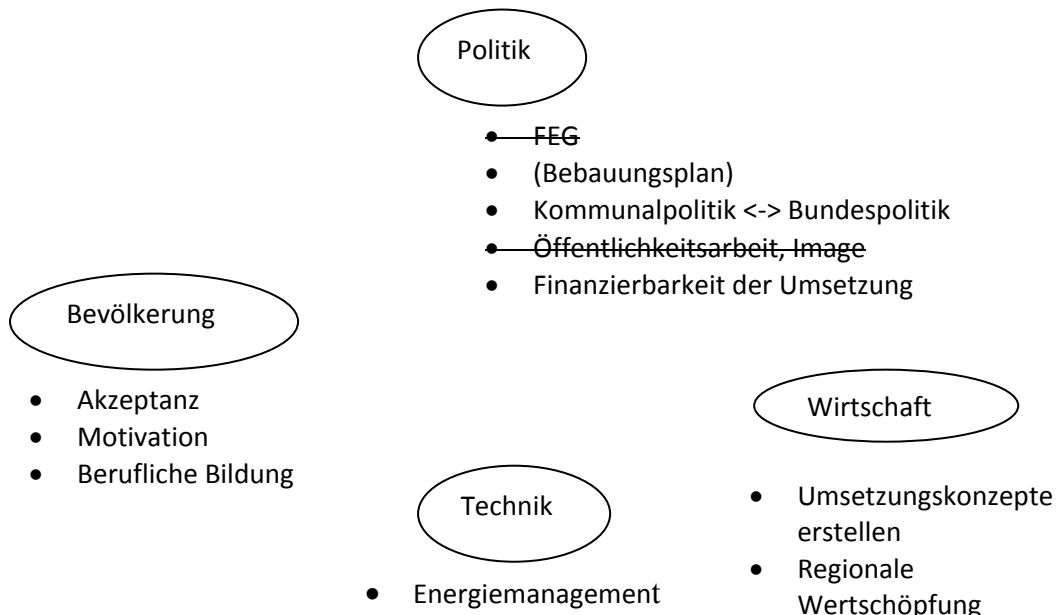 Politik
• FEG
• (Bebauungsplan)
• Kommunalpolitik <-> Bundespolitik
• Öffentlichkeitsarbeit, Image
• Finanzierbarkeit der Umsetzung
Bevölkerung
• Akzeptanz
• Motivation
• Berufliche Bildung
Wirtschaft
• Umsetzungskonzepte
erstellen
• Regionale
Wertschöpfung
Technik
• Energiemanagement